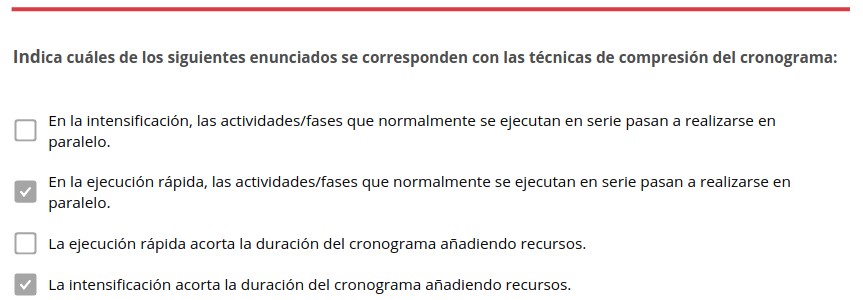 Indica cuáles de los siguientes enunciados se corresponden con las técnicas de compresión del cronograma:
En la intensificación, las actividades/fases que normalmente se ejecutan en serie pasan a realizarse en
paralelo.
En la ejecución rápida, las actividades/fases que normalmente se ejecutan en serie pasan a realizarse en
paralelo.
La ejecución rápida acorta la duración del cronograma añadiendo recursos.
La intensificación acorta la duración del cronograma añadiendo recursos.